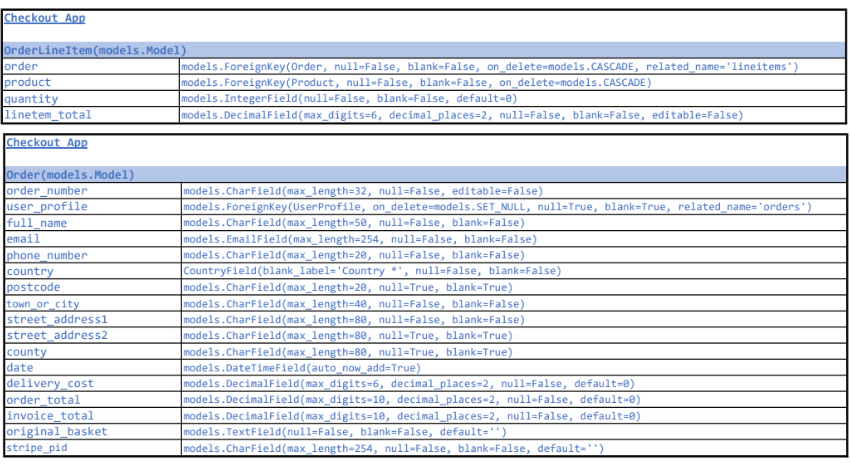 Checkout App
OrderLineItem(models.Model)
order models.ForeignKey(Order, null=False, blank=False, on_delete=models.CASCADE, related_name='lineitems')
product models.ForeignKey(Product, null=False, blank=False, on_delete=models.CASCADE)
quantity models.IntegerField(null=False, blank=False, default=0)
linetem_total models.DecimalField(max_digits=6, decimal_places=2, null=False, blank=False, editable=False)
Checkout App
Order(models.Model)
order_number models.CharField(max_length=32, null=False, editable=False)
user_profile models.ForeignKey(UserProfile, on_delete=models.SET_NULL, null=True, blank=True, related_name='orders')
full_name models.CharField(max_length=50, null=False, blank=False)
email models.EmailField(max_length=254, null=False, blank=False)
phone_number models.CharField(max_length=20, null=False, blank=False)
country CountryField(blank_label='Country *', null=False, blank=False)
postcode models.CharField(max_length=20, null=True, blank=True)
town_or_city models.CharField(max_length=40, null=False, blank=False)
street_address1 models.CharField(max_length=80, null=False, blank=False)
street_address2 models.CharField(max_length=80, null=True, blank=True)
county models.CharField(max_length=80, null=True, blank=True)
date models.DateTimeField(auto_now_add=True)
delivery_cost models.DecimalField(max_digits=6, decimal_places=2, null=False, default=0)
order_total models.DecimalField(max_digits=10, decimal_places=2, null=False, default=0)
invoice_total models.DecimalField(max_digits=10, decimal_places=2, null=False, default=0)
original_basket models.TextField(null=False, blank=False, default='')
stripe_pid models.CharField(max_length=254, null=False, blank=False, default='')